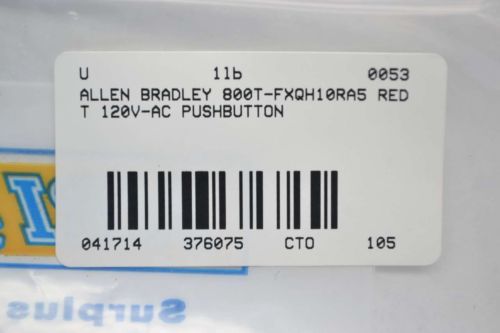 U 1lb 0053
ALLEN BRADLEY 800T-FXQH10RA5 RED
T 120V-AC PUSHBUTTON
041714 376075 CTO 105
Surplus